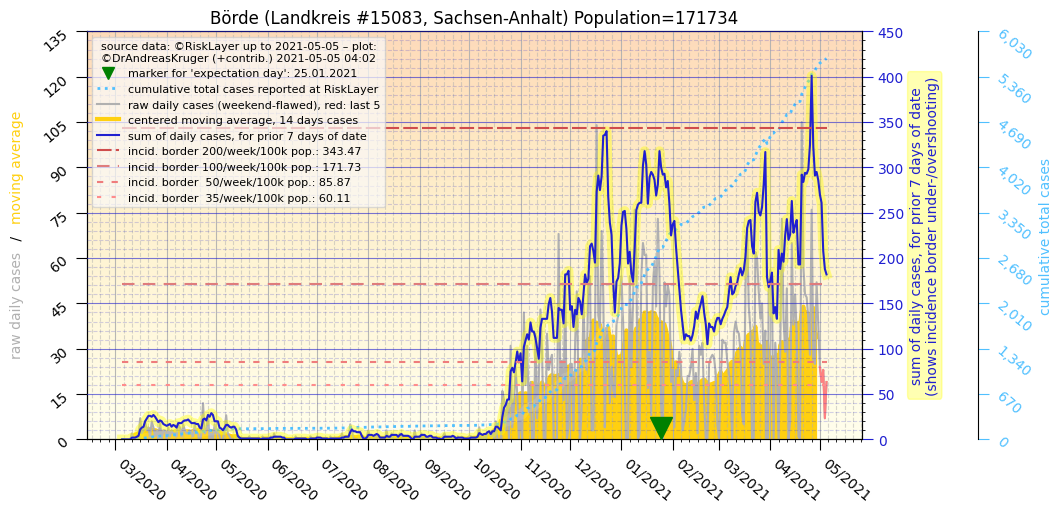 Börde (Landkreis #15083, Sachsen-Anhalt) Population=171734
source data: ©RiskLayer up to 2021-05-05 – plot:
©DrAndreasKruger (+contrib.) 2021-05-05 04:02
marker for 'expectation day': 25.01.2021
cumulative total cases reported at RiskLayer
raw daily cases (weekend-flawed), red: last 5
centered moving average, 14 days cases
sum of daily cases, for prior 7 days of date
incid. border 200/week/100k pop.: 343.47
incid. border 100/week/100k pop.: 171.73
incid. border  50/week/100k pop.: 85.87
incid. border  35/week/100k pop.: 60.11
raw daily cases  /  moving average
135
120
105
90
75
60
45
30
15
0
03/2020
04/2020
05/2020
06/2020
07/2020
08/2020
09/2020
10/2020
11/2020
12/2020
01/2021
02/2021
03/2021
04/2021
05/2021
450
400
350
300
250
200
150
100
50
0
sum of daily cases, for prior 7 days of date
(shows incidence border under-/overshooting)
6,030
5,360
4,690
4,020
3,350
2,680
2,010
1,340
670
0
cumulative total cases